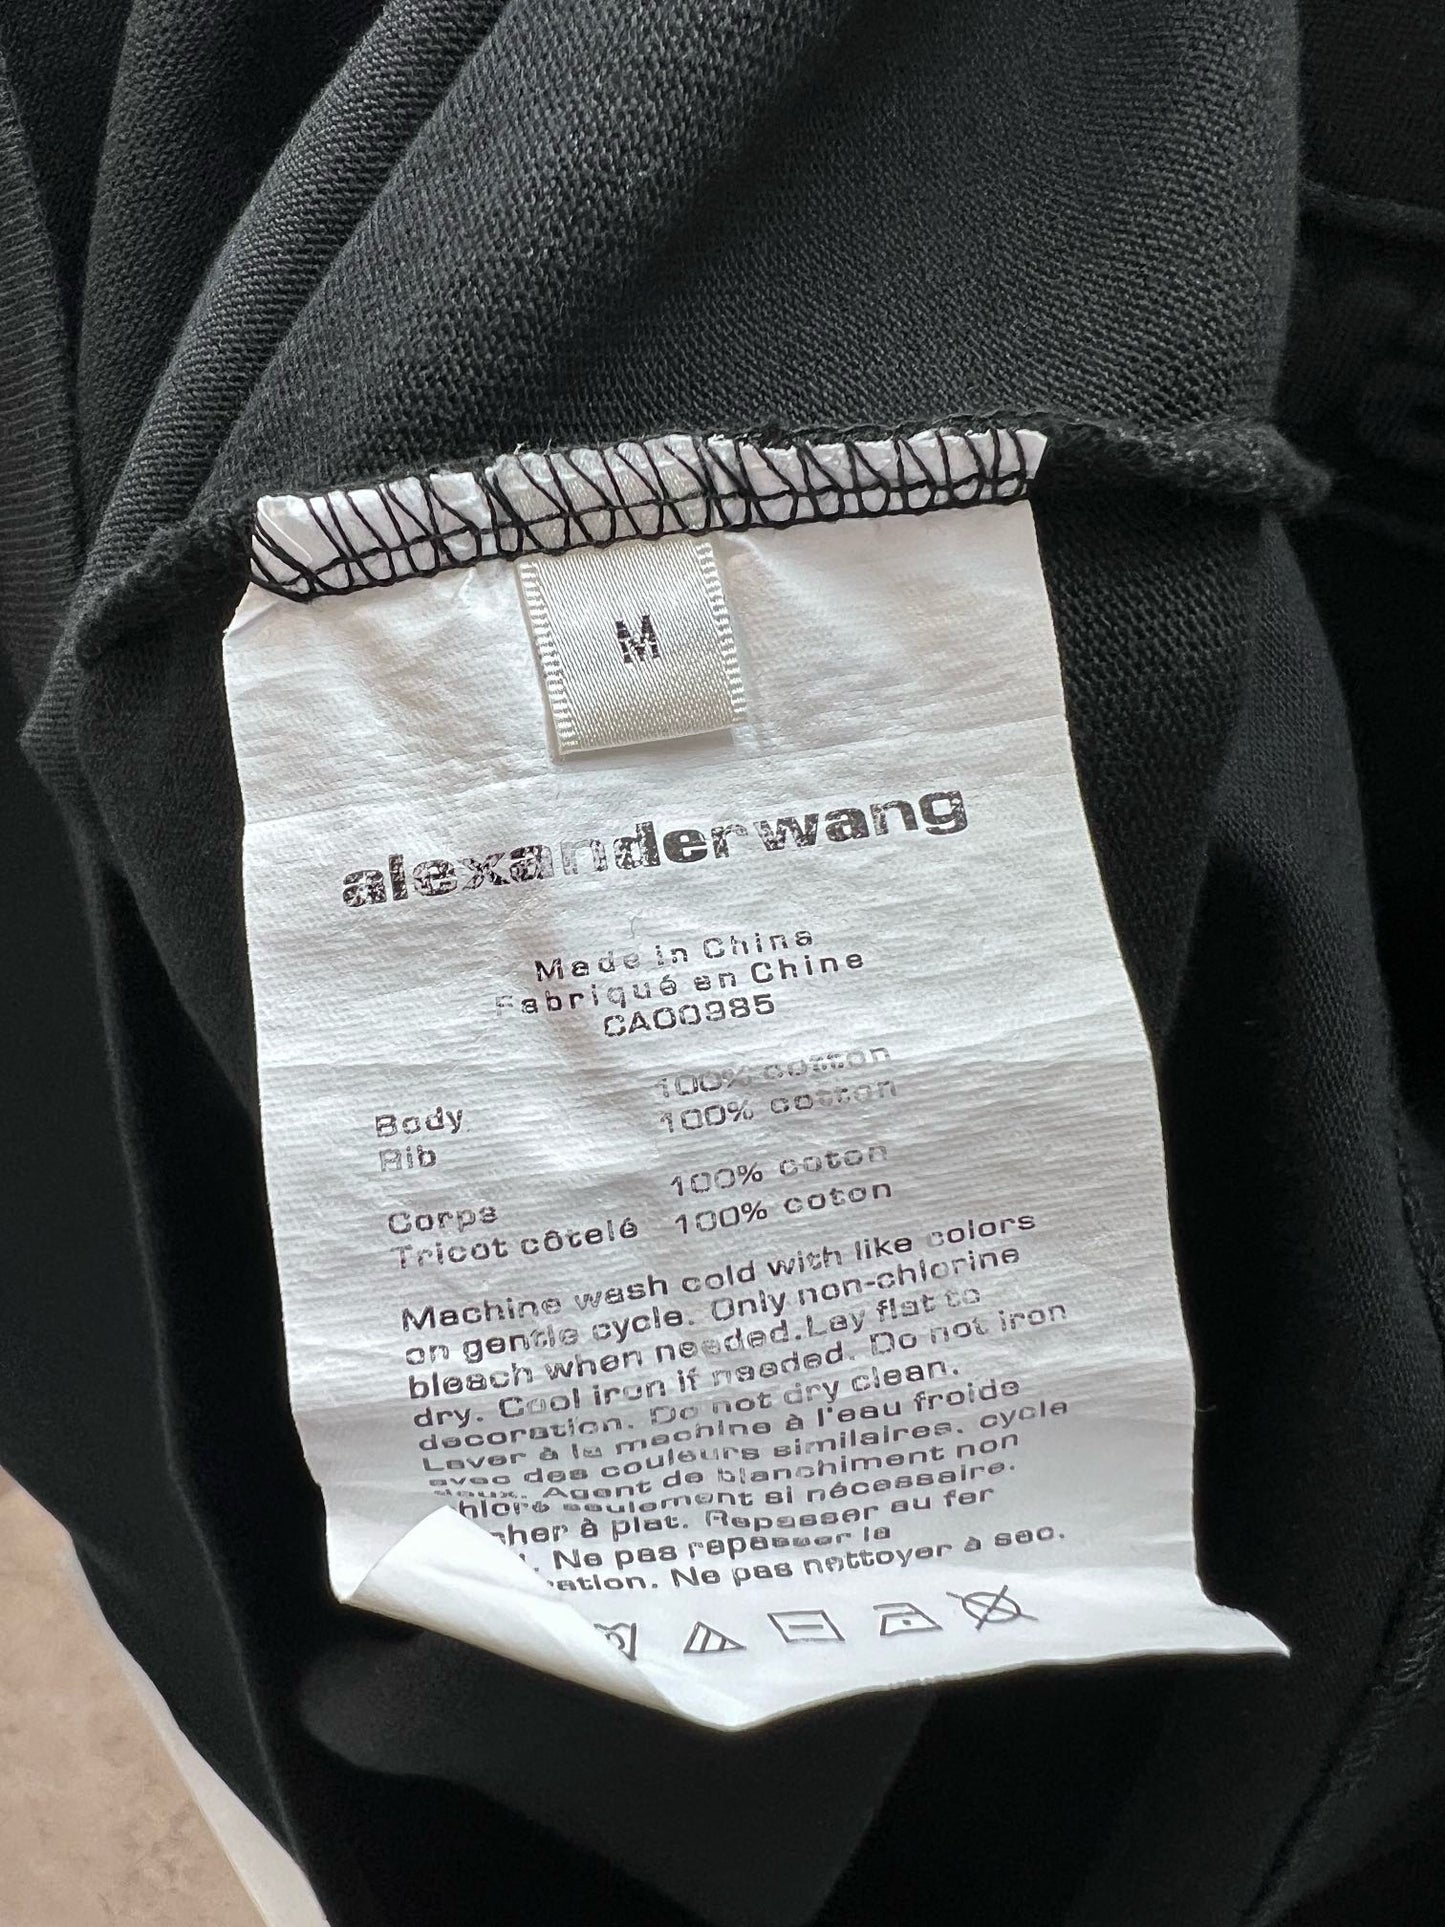 M
alexanderwang
Made in China
Fabriqué en Chine
CA00985
100% cotton
Body 100% cotton
Rib
100% coton
Corps 100% coton
Tricot côtelé
Machine wash cold with like colors
on gentle cycle. Only non-chlorine
bleach when needed.Lay flat to
dry. Cool iron if needed. Do not iron
decoration. Do not dry clean.
Laver à la machine à l'eau froide
avec des couleurs similaires, cycle
doux. Agent de blanchiment non
chloré seulement si nécessaire.
à plat. Repasser au fer
. Ne pas repasser la
Ne pas nettoyer à sec.